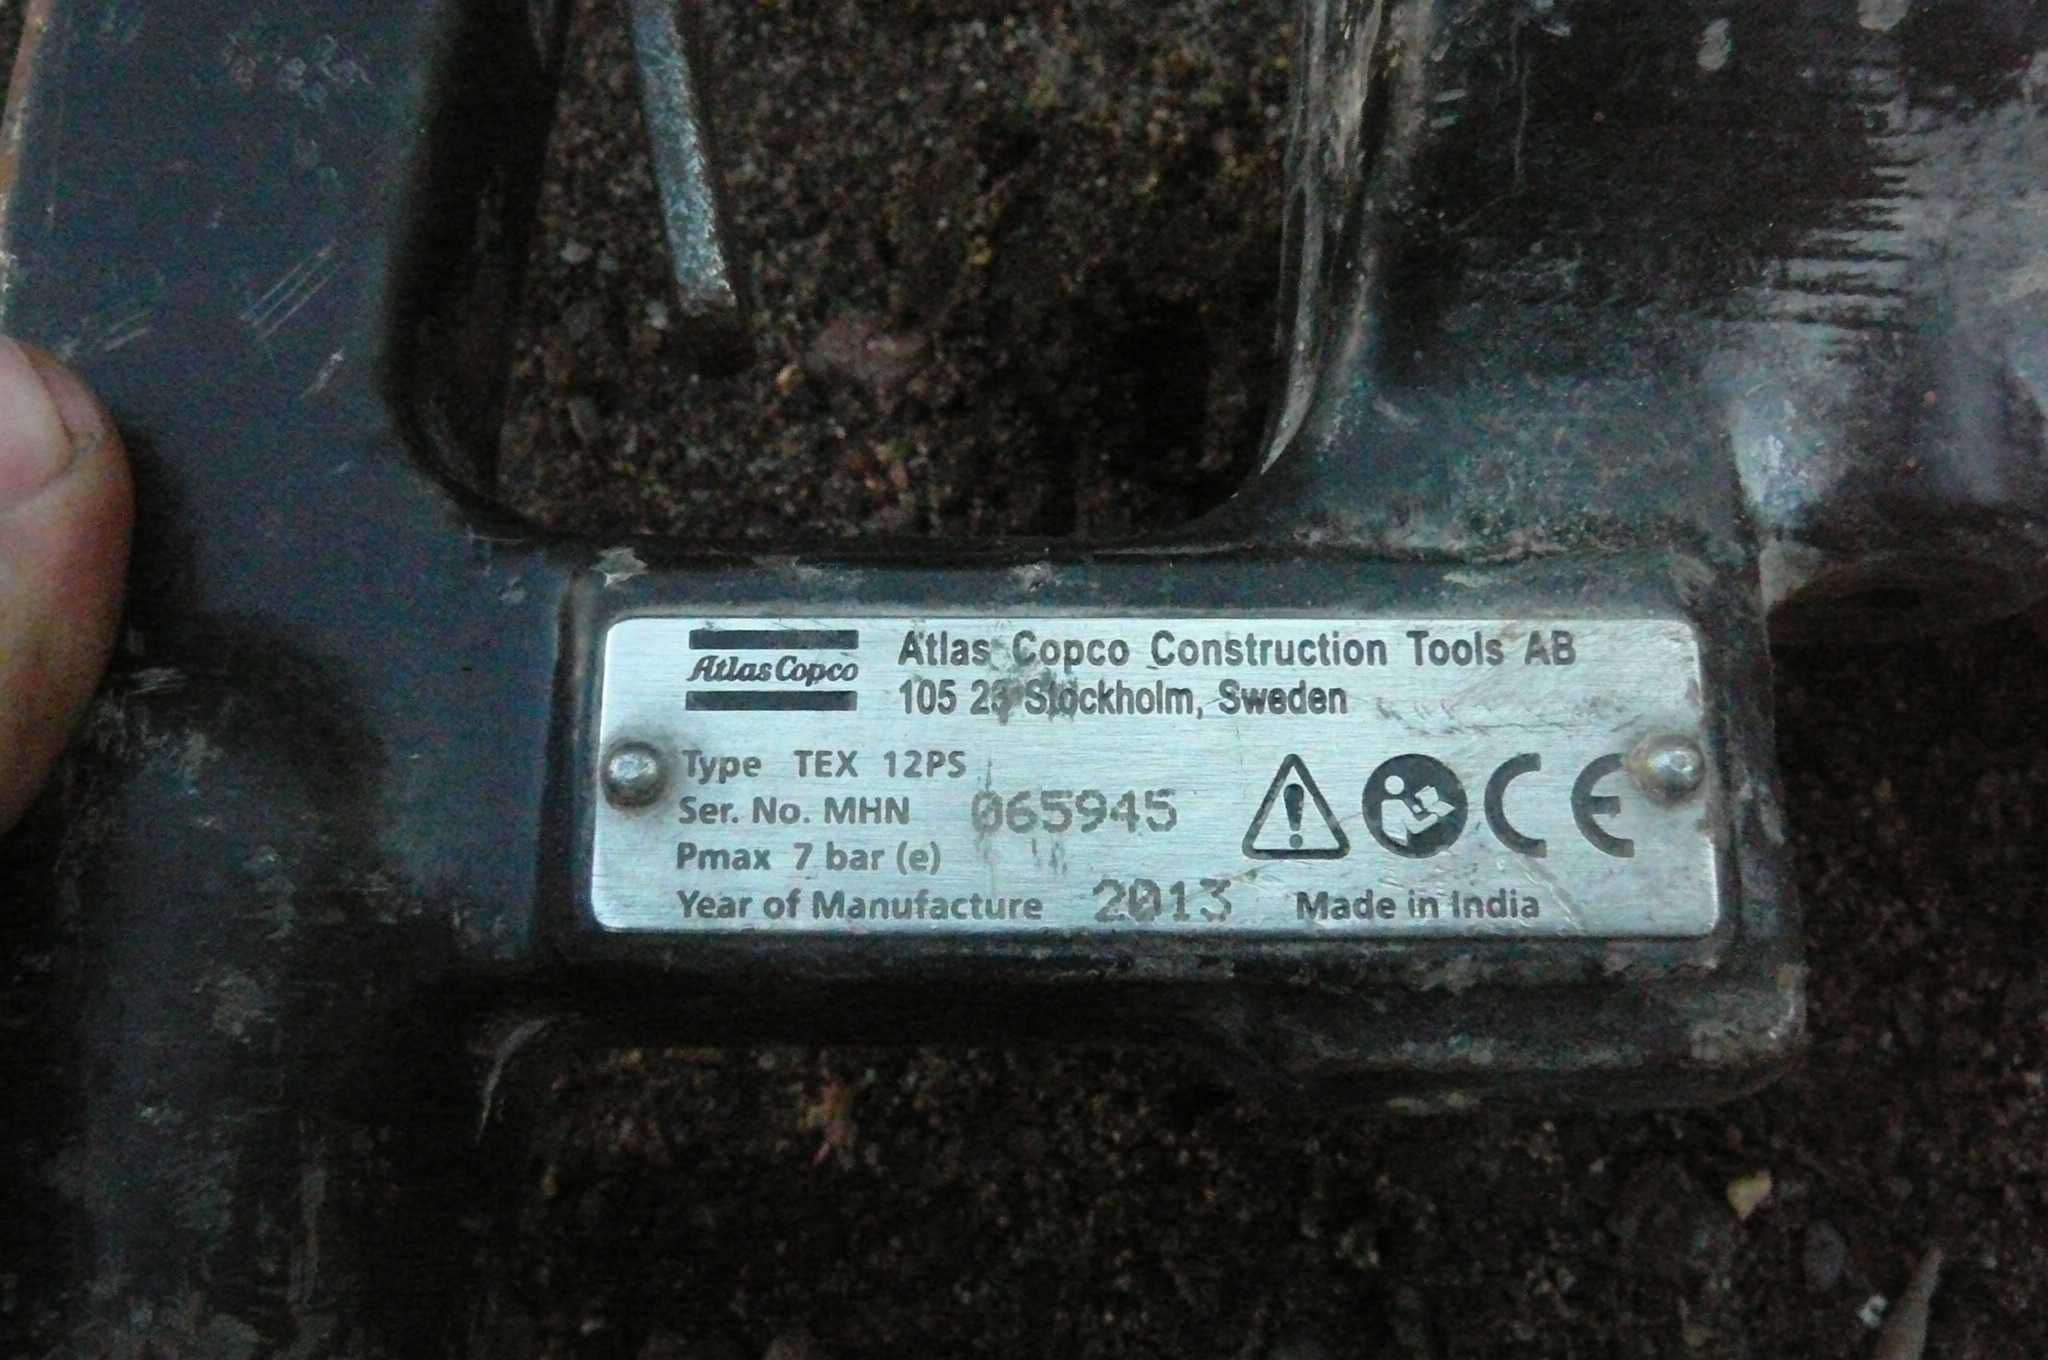 Atlas Copco
Atlas Copco Construction Tools AB
105 23 Stockholm, Sweden
Type TEX 12PS
Ser. No. MHN 065945
Pmax 7 bar (e)
Year of Manufacture 2013 Made in India
CE